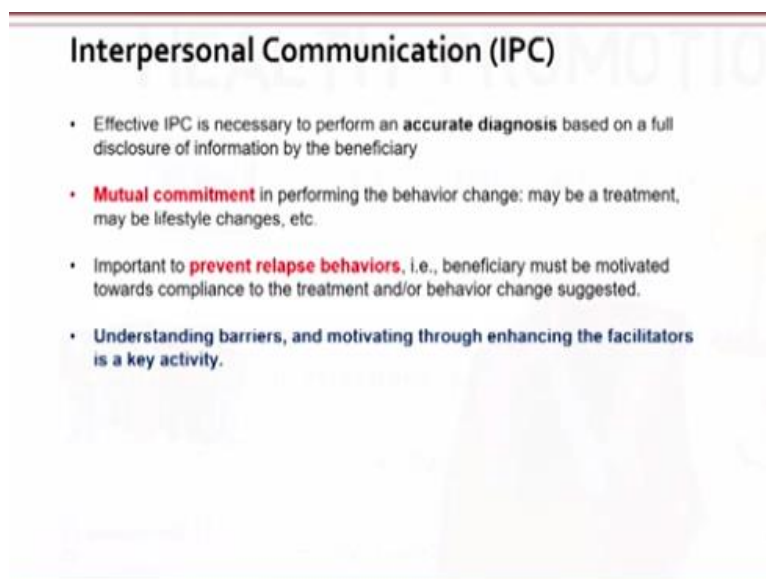 Interpersonal Communication (IPC)
• Effective IPC is necessary to perform an accurate diagnosis based on a full
disclosure of information by the beneficiary
• Mutual commitment in performing the behavior change: may be a treatment,
may be lifestyle changes, etc.
• Important to prevent relapse behaviors, i.e., beneficiary must be motivated
towards compliance to the treatment and/or behavior change suggested.
• Understanding barriers, and motivating through enhancing the facilitators
is a key activity.